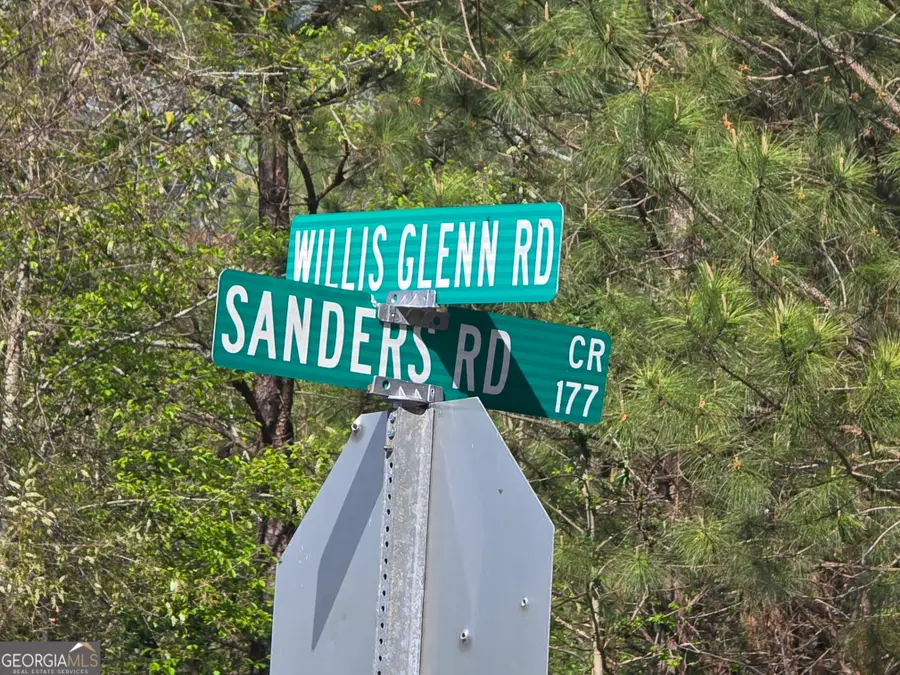 WILLIS GLENN RD
SANDERS RD CR 177
GEORGIAMLS
REAL ESTATE SERVICES